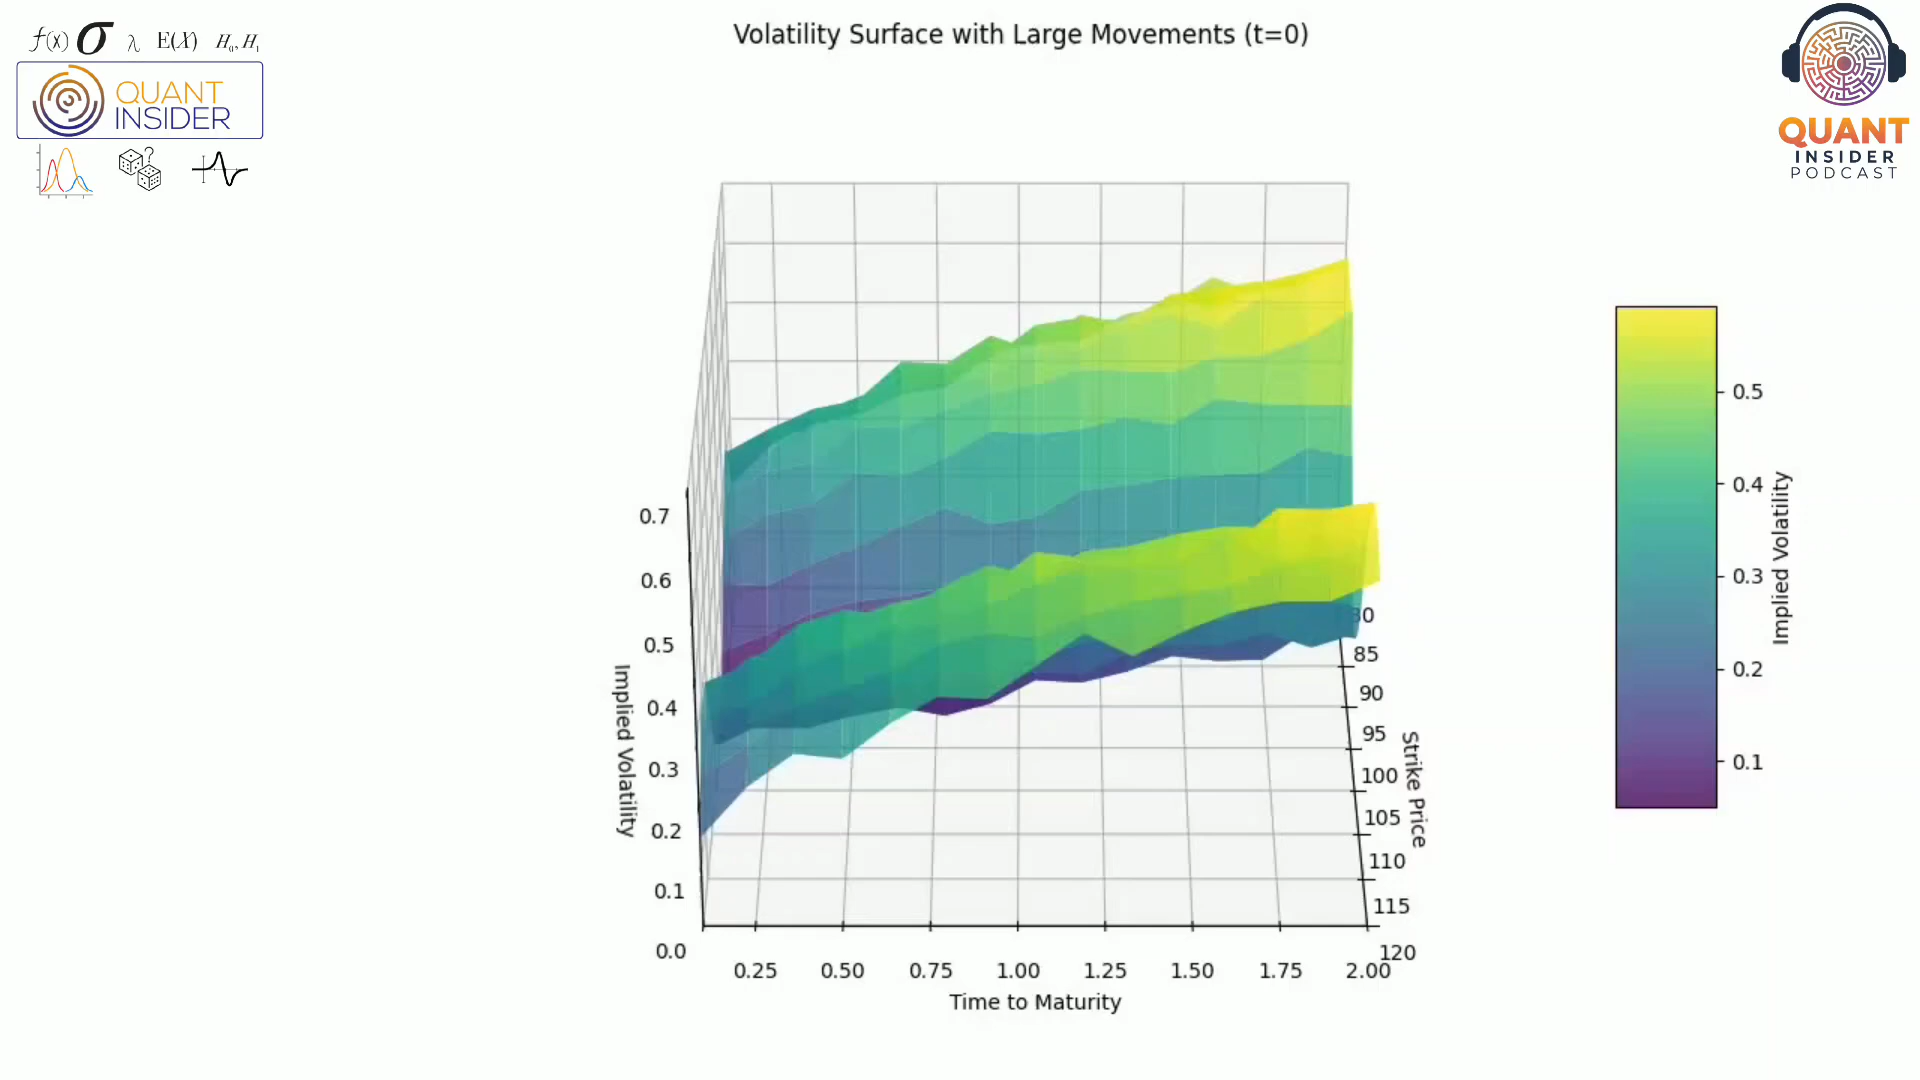 Volatility Surface with Large Movements (t=0)
f(x) σ λ E(X) H₀, H₁
QUANT
INSIDER
?
QUANT
INSIDER
PODCAST
0.7
0.6
0.5
0.4
0.3
0.2
0.1
0.0
Implied Volatility
0.25 0.50 0.75 1.00 1.25 1.50 1.75 2.00
Time to Maturity
85
90
95
100
105
110
115
120
Strike Price
0.5
0.4
0.3
0.2
0.1
Implied Volatility